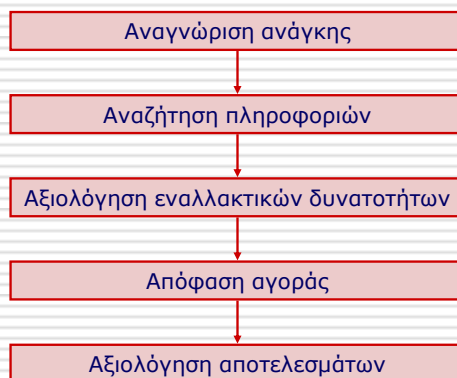 Αναγνώριση ανάγκης
Αναζήτηση πληροφοριών
Αξιολόγηση εναλλακτικών δυνατοτήτων
Απόφαση αγοράς
Αξιολόγηση αποτελεσμάτων